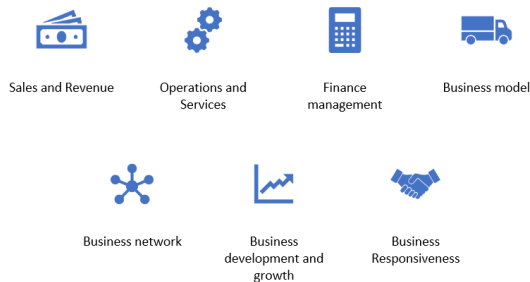 Sales and Revenue
Operations and
Services
Finance
management
Business model
Business network
Business
development and
growth
Business
Responsiveness